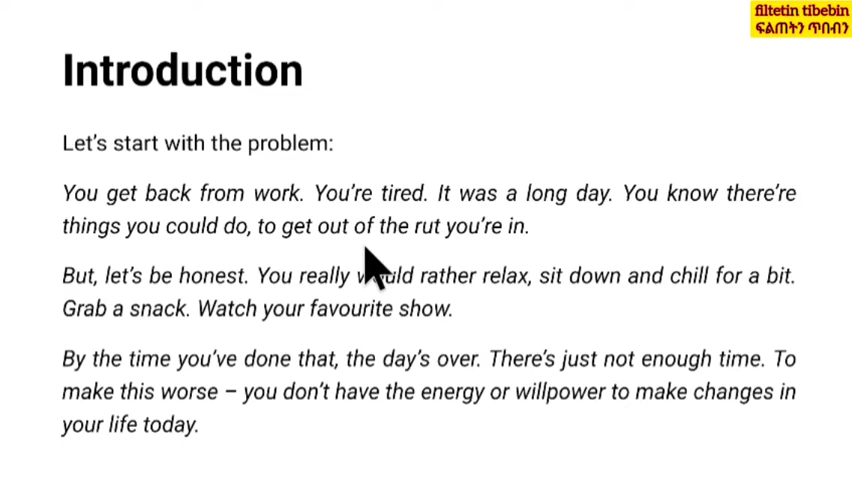 filtetin tibebin
ፍልጠትን ጥበብን
Introduction
Let’s start with the problem:
You get back from work. You’re tired. It was a long day. You know there’re
things you could do, to get out of the rut you’re in.
But, let’s be honest. You really would rather relax, sit down and chill for a bit.
Grab a snack. Watch your favourite show.
By the time you’ve done that, the day’s over. There’s just not enough time. To
make this worse – you don’t have the energy or willpower to make changes in
your life today.